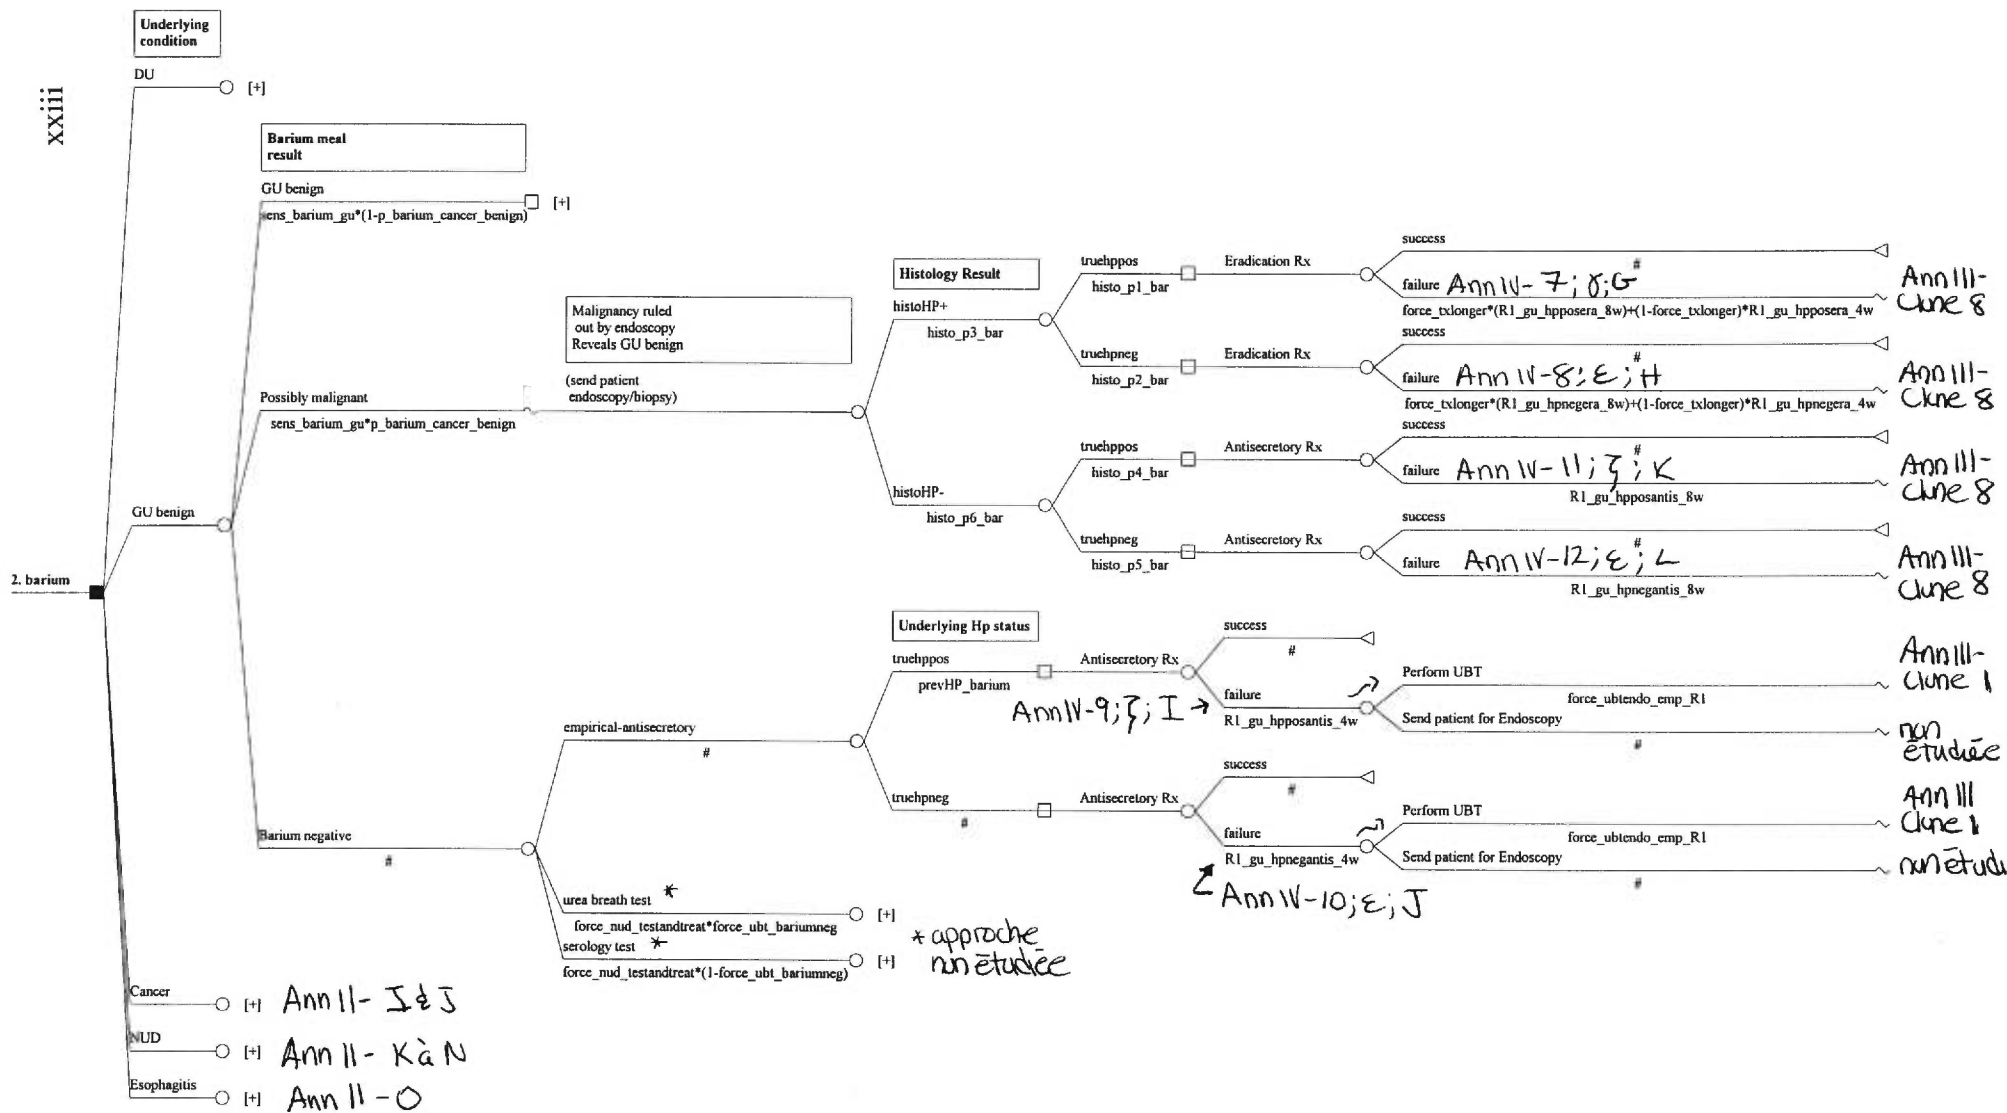 xxiii
Underlying
condition
DU
[+]
Barium meal
result
GU benign
[+]
sens_barium_gu*(1-p_barium_cancer_benign)
Malignancy ruled
out by endoscopy
Reveals GU benign
(send patient
endoscopy/biopsy)
Possibly malignant
sens_barium_gu*p_barium_cancer_benign
Histology Result
histoHP+
histo_p3_bar
truehppos
histo_p1_bar
Eradication Rx
success
#
failure Ann IV-7; γ; G
force_txlonger*(R1_gu_hpposera_8w)+(1-force_txlonger)*R1_gu_hpposera_4w
Ann III-
Clune 8
truehpneg
histo_p2_bar
Eradication Rx
success
#
failure Ann IV-8; ε; H
force_txlonger*(R1_gu_hpnegera_8w)+(1-force_txlonger)*R1_gu_hpnegera_4w
Ann III-
Clune 8
histoHP-
histo_p6_bar
truehppos
histo_p4_bar
Antisecretory Rx
success
#
failure Ann IV-11; ζ; K
R1_gu_hpposantis_8w
Ann III-
Clune 8
truehpneg
histo_p5_bar
Antisecretory Rx
success
#
failure Ann IV-12; ε; L
R1_gu_hpnegantis_8w
Ann III-
Clune 8
GU benign
2. barium
Underlying Hp status
truehppos
prevHP_barium
Antisecretory Rx
success
#
failure
R1_gu_hpposantis_4w
Ann IV-9; ζ; I →
Perform UBT
force_ubtendo_emp_R1
Ann III-
Clune 1
Send patient for Endoscopy
#
non
étudiée
empirical-antisecretory
#
truehpneg
#
Antisecretory Rx
success
#
failure
R1_gu_hpnegantis_4w
Ann IV-10; ε; J
Perform UBT
force_ubtendo_emp_R1
Ann III
Clune 1
Send patient for Endoscopy
#
non étudi
Barium negative
#
urea breath test *
[+]
force_nud_testandtreat*force_ubt_bariumneg
serology test *
[+]
force_nud_testandtreat*(1-force_ubt_bariumneg)
* approche
non étudiée
Cancer
[+] Ann II- I & J
NUD
[+] Ann II- K à N
Esophagitis
[+] Ann II - O